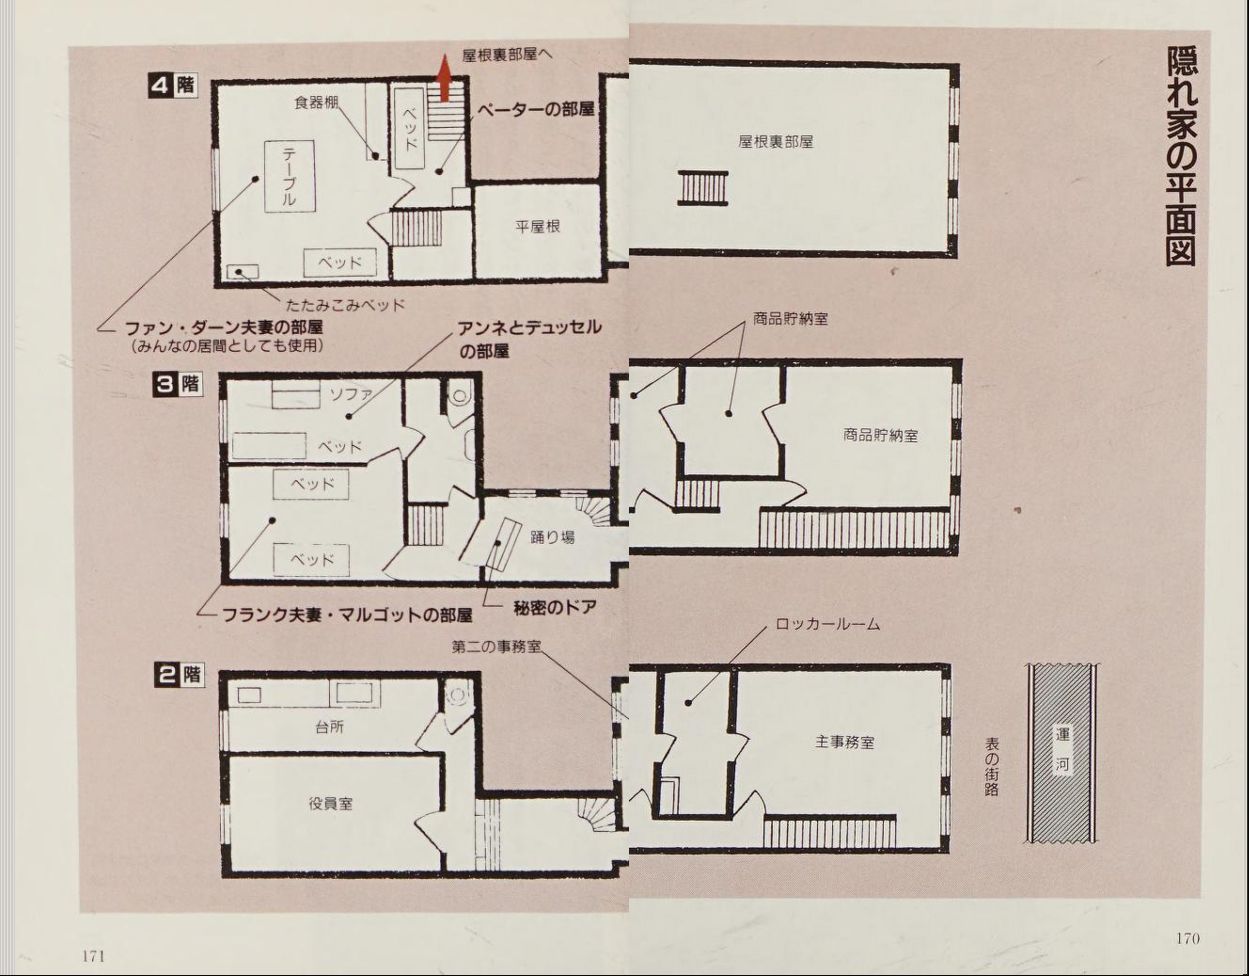 隠れ家の平面図
4階
屋根裏部屋へ
食器棚
ベッド
ペーターの部屋
テーブル
平屋根
屋根裏部屋
ベッド
たたみこみベッド
ファン・ダーン夫妻の部屋
(みんなの居間としても使用)
アンネとデュッセル
の部屋
商品貯納室
3階
ソファ
ベッド
ベッド
ベッド
踊り場
商品貯納室
フランク夫妻・マルゴットの部屋
秘密のドア
第二の事務室
ロッカールーム
2階
台所
役員室
主事務室
表の街路
運河
171
170